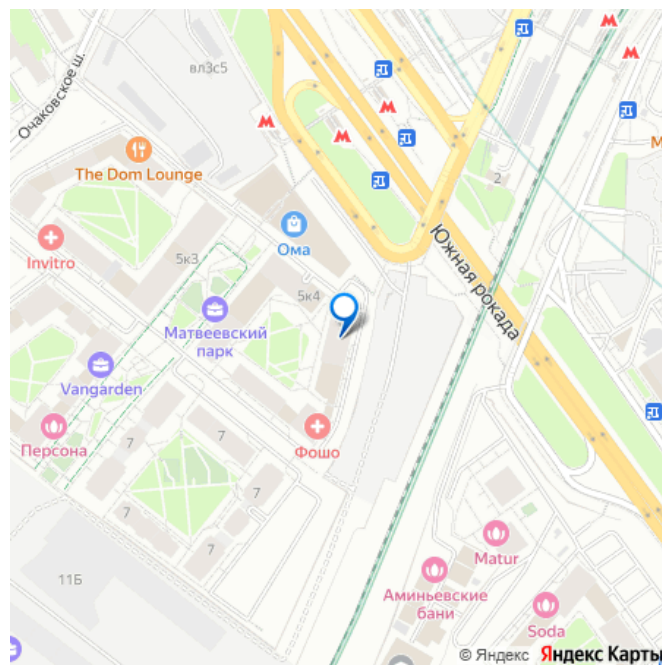 вл3с5
Очаковское ш.
The Dom Lounge
2
Ома
Южная рокада
Invitro
5к3
5к4
Матвеевский
парк
Vangarden
Персона
7
7
7
7
Фошо
11Б
Matur
Аминьевские
бани
Soda
© Яндекс Яндекс Карты